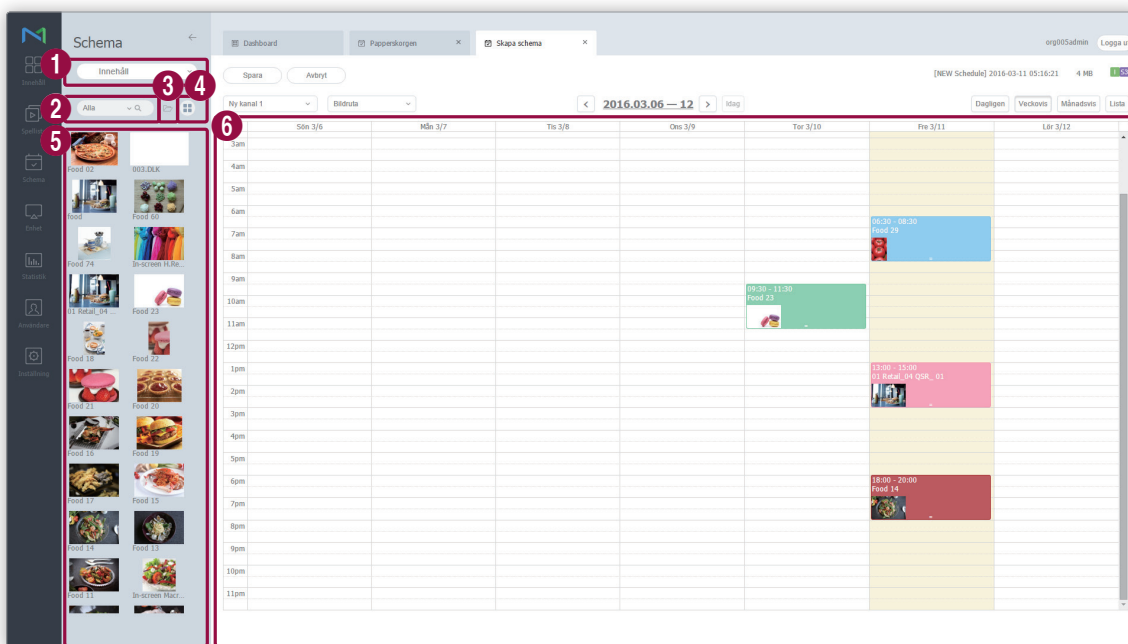 Schema
←
Dashboard
Papperskorgen ×
Skapa schema ×
org005admin
Logga u
1
Innehåll
3
4
Spara
Avbryt
[NEW Schedule] 2016-03-11 05:16:21
4 MB
I
2
Alla
Ny kanal 1
Bildruta
< 2016.03.06 — 12 >
Idag
Dagligen
Veckovis
Månadsvis
Lista
Innehåll
Schema
Enhet
Statistik
Användare
Inställning
5
Food 02
003.DLK
food
Food 60
Food 74
In-screen H.Re...
01 Retail_04 ...
Food 23
Food 18
Food 22
Food 21
Food 20
Food 16
Food 19
Food 17
Food 15
Food 14
Food 13
Food 11
In-screen Macr...
6
Sön 3/6
Mån 3/7
Tis 3/8
Ons 3/9
Tor 3/10
Fre 3/11
Lör 3/12
3am
4am
5am
6am
7am
8am
9am
10am
11am
12pm
1pm
2pm
3pm
4pm
5pm
6pm
7pm
8pm
9pm
10pm
11pm
06:30 - 08:30
Food 29
09:30 - 11:30
Food 23
13:00 - 15:00
01 Retail_04 QSR_ 01
18:00 - 20:00
Food 14